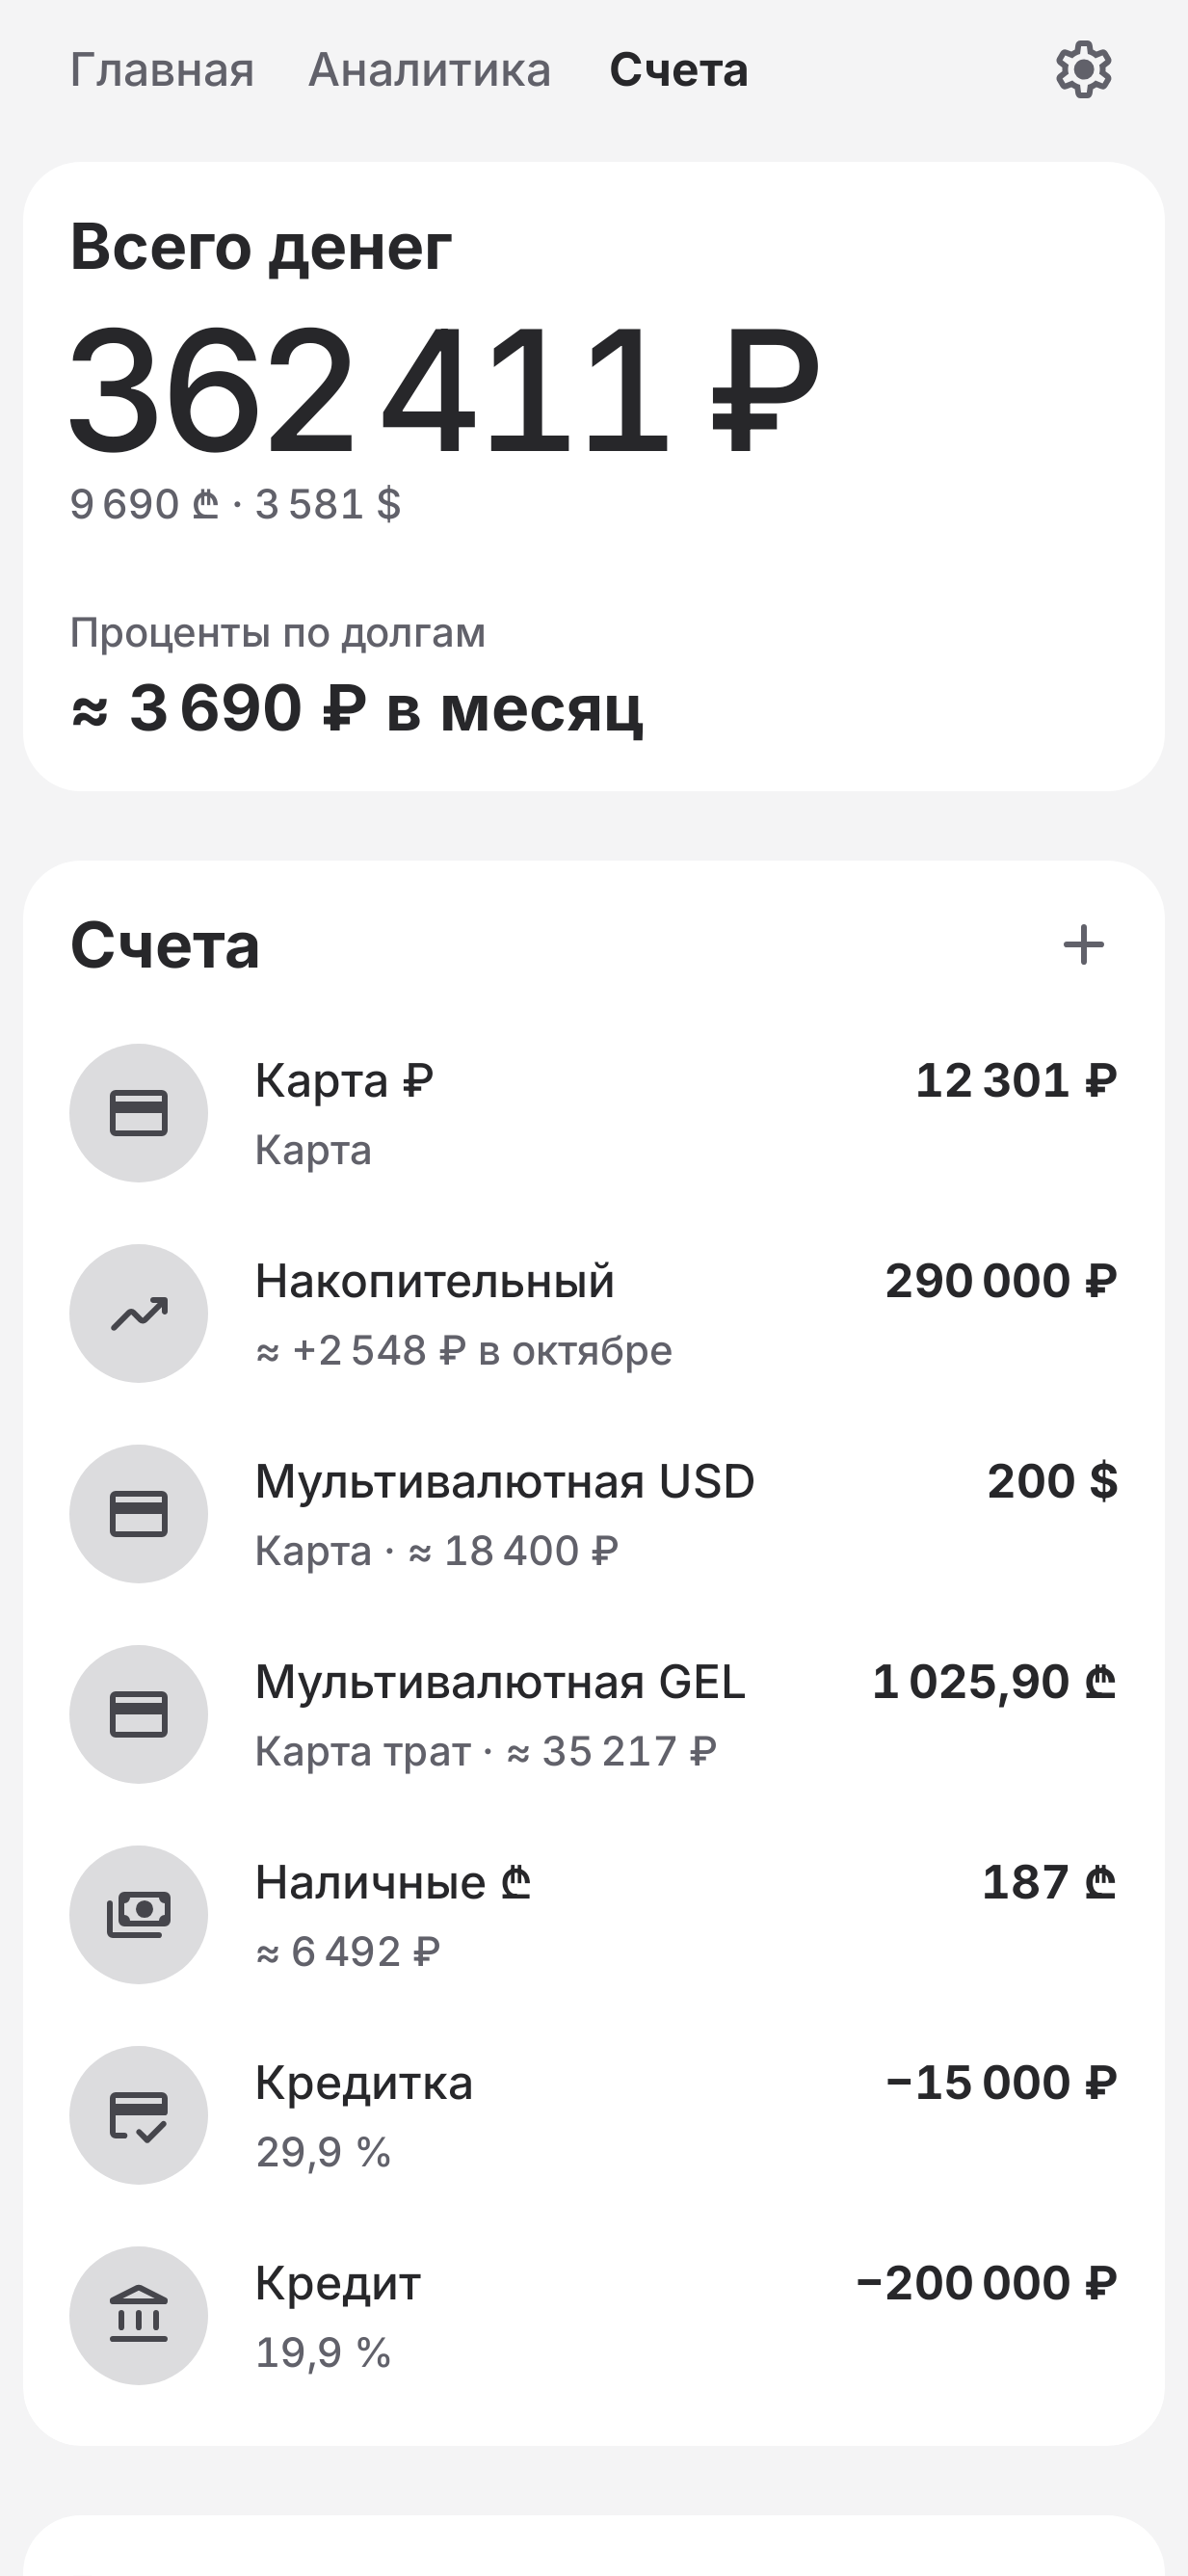 Главная Аналитика Счета
Всего денег
362 411 ₽
9 690 ₾ · 3 581 $
Проценты по долгам
≈ 3 690 ₽ в месяц
Счета
Карта ₽ 12 301 ₽
Карта
Накопительный 290 000 ₽
≈ +2 548 ₽ в октябре
Мультивалютная USD 200 $
Карта · ≈ 18 400 ₽
Мультивалютная GEL 1 025,90 ₾
Карта трат · ≈ 35 217 ₽
Наличные ₾ 187 ₾
≈ 6 492 ₽
Кредитка −15 000 ₽
29,9 %
Кредит −200 000 ₽
19,9 %